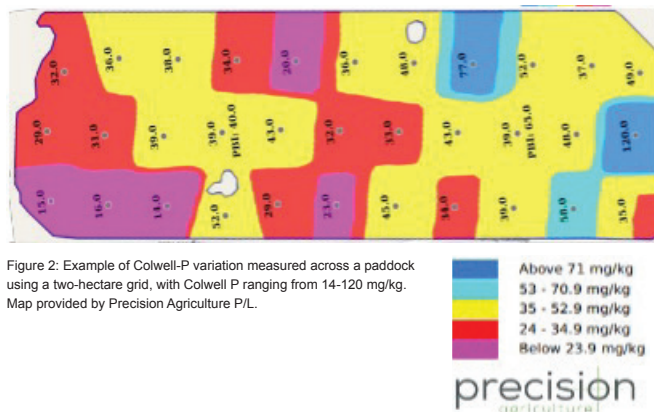 32.0 36.0 38.0 34.0 20.0 36.0 48.0 77.0 52.0 37.0 49.0
29.0 31.0 39.0 39.0 43.0 32.0 33.0 43.0 39.0 48.0 120.0
PBI: 40.0 PBI: 65.0
15.0 16.0 14.0 52.0 29.0 23.0 45.0 34.0 39.0 58.0 35.0
Figure 2: Example of Colwell-P variation measured across a paddock
using a two-hectare grid, with Colwell P ranging from 14-120 mg/kg.
Map provided by Precision Agriculture P/L.
Above 71 mg/kg
53 - 70.9 mg/kg
35 - 52.9 mg/kg
24 - 34.9 mg/kg
Below 23.9 mg/kg
precision
agriculture